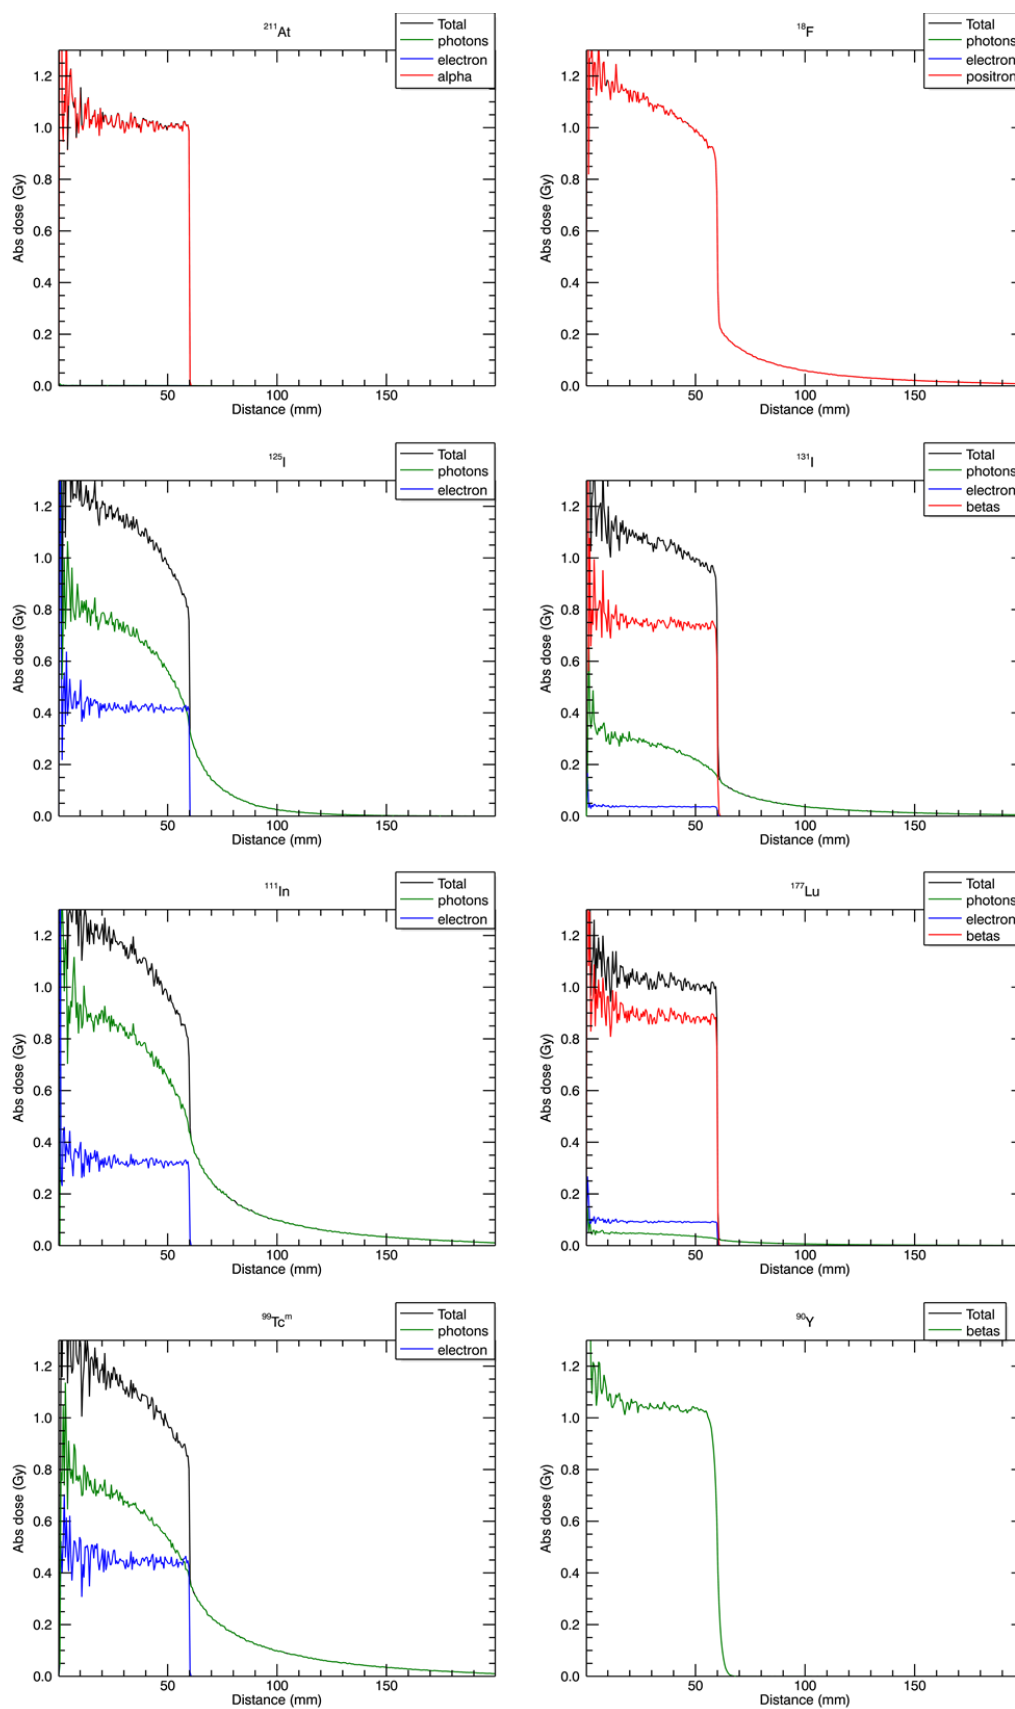 ²¹¹At
Total
photons
electron
alpha
Abs dose (Gy)
1.2
1.0
0.8
0.6
0.4
0.2
0.0
50
100
150
Distance (mm)
¹⁸F
Total
photons
electron
positron
Abs dose (Gy)
1.2
1.0
0.8
0.6
0.4
0.2
0.0
50
100
150
Distance (mm)
¹²⁵I
Total
photons
electron
Abs dose (Gy)
1.2
1.0
0.8
0.6
0.4
0.2
0.0
50
100
150
Distance (mm)
¹³¹I
Total
photons
electron
betas
Abs dose (Gy)
1.2
1.0
0.8
0.6
0.4
0.2
0.0
50
100
150
Distance (mm)
¹¹¹In
Total
photons
electron
Abs dose (Gy)
1.2
1.0
0.8
0.6
0.4
0.2
0.0
50
100
150
Distance (mm)
¹⁷⁷Lu
Total
photons
electron
betas
Abs dose (Gy)
1.2
1.0
0.8
0.6
0.4
0.2
0.0
50
100
150
Distance (mm)
⁹⁹Tcᵐ
Total
photons
electron
Abs dose (Gy)
1.2
1.0
0.8
0.6
0.4
0.2
0.0
50
100
150
Distance (mm)
⁹⁰Y
Total
betas
Abs dose (Gy)
1.2
1.0
0.8
0.6
0.4
0.2
0.0
50
100
150
Distance (mm)